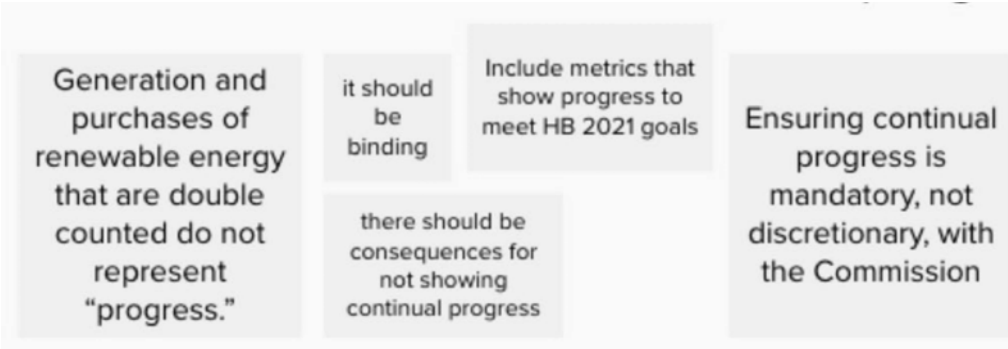 Generation and
purchases of
renewable energy
that are double
counted do not
represent
“progress.”
it should
be
binding
Include metrics that
show progress to
meet HB 2021 goals
there should be
consequences for
not showing
continual progress
Ensuring continual
progress is
mandatory, not
discretionary, with
the Commission